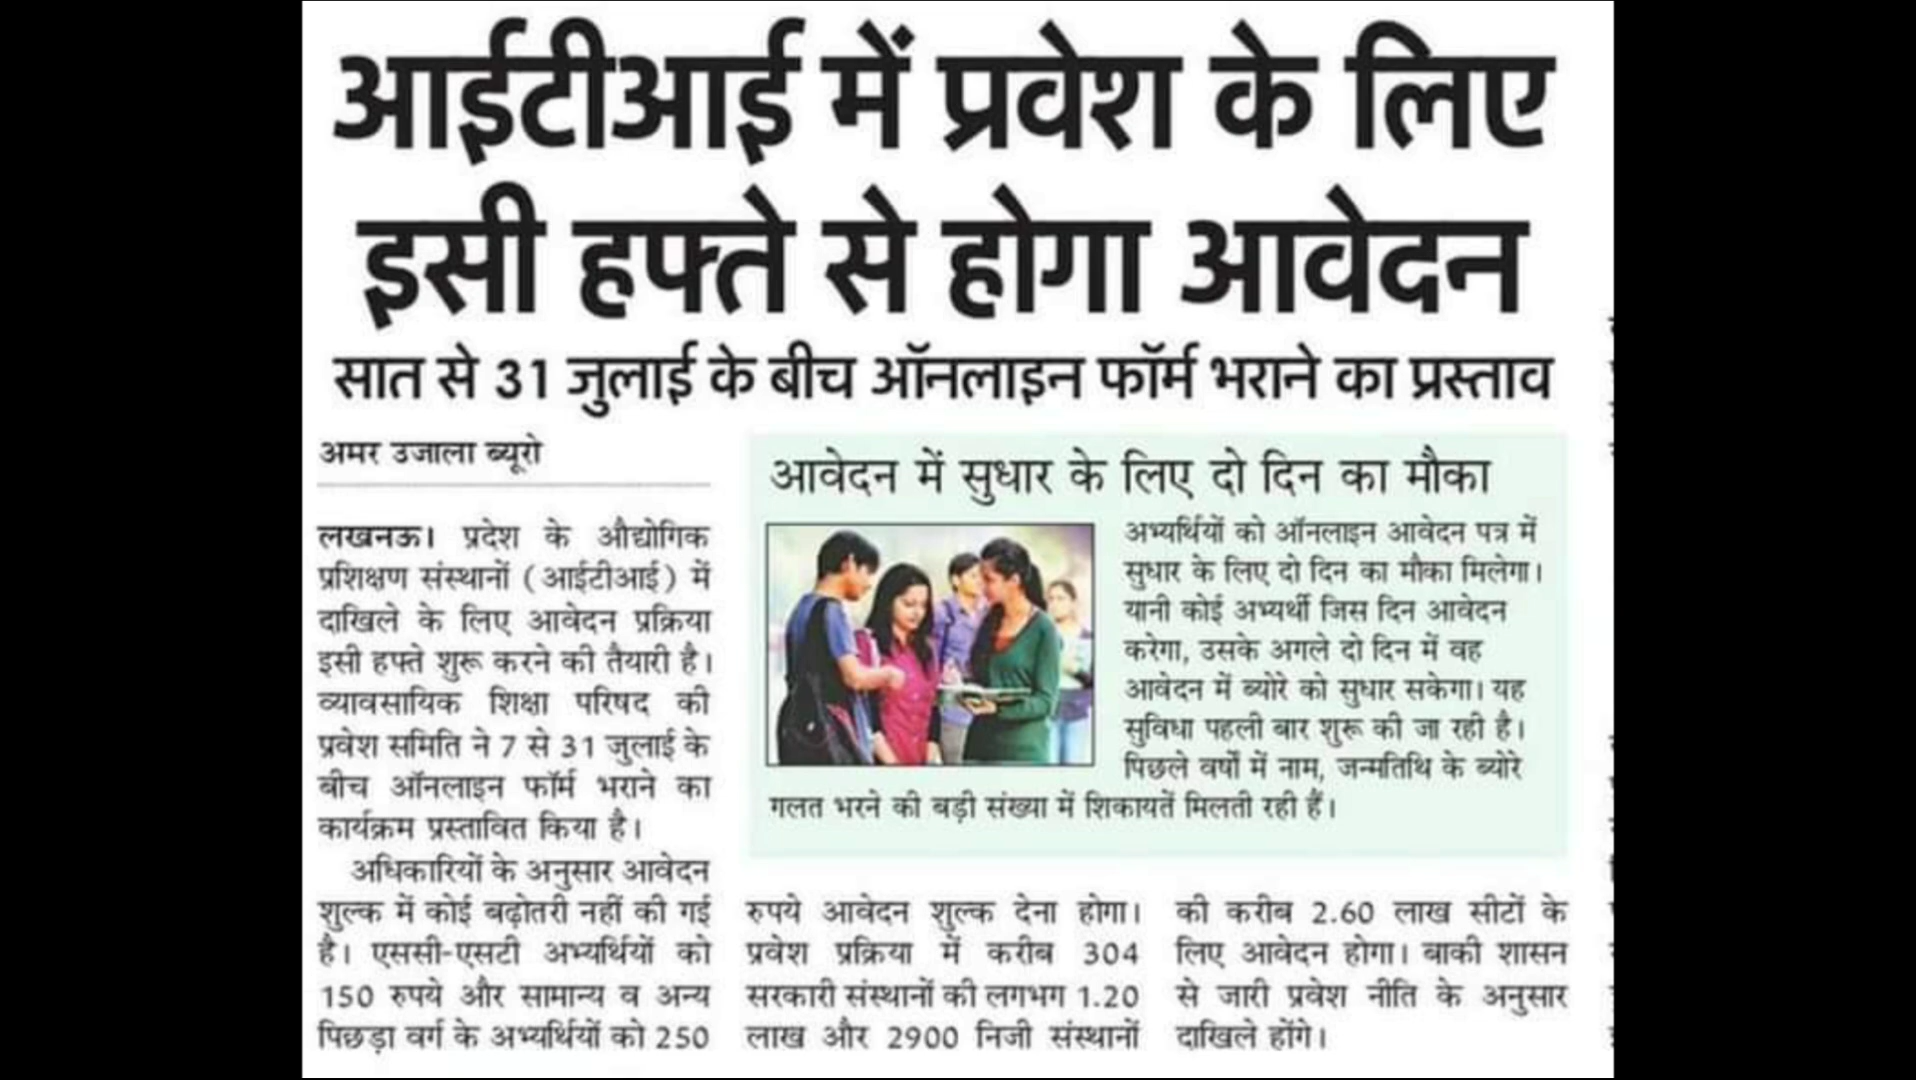 आईटीआई में प्रवेश के लिए
इसी हफ्ते से होगा आवेदन
सात से 31 जुलाई के बीच ऑनलाइन फॉर्म भराने का प्रस्ताव
अमर उजाला ब्यूरो
लखनऊ। प्रदेश के औद्योगिक
प्रशिक्षण संस्थानों (आईटीआई) में
दाखिले के लिए आवेदन प्रक्रिया
इसी हफ्ते शुरू करने की तैयारी है।
व्यावसायिक शिक्षा परिषद की
प्रवेश समिति ने 7 से 31 जुलाई के
बीच ऑनलाइन फॉर्म भराने का
कार्यक्रम प्रस्तावित किया है।
अधिकारियों के अनुसार आवेदन
शुल्क में कोई बढ़ोतरी नहीं की गई
है। एससी-एसटी अभ्यर्थियों को
150 रुपये और सामान्य व अन्य
पिछड़ा वर्ग के अभ्यर्थियों को 250
आवेदन में सुधार के लिए दो दिन का मौका
अभ्यर्थियों को ऑनलाइन आवेदन पत्र में
सुधार के लिए दो दिन का मौका मिलेगा।
यानी कोई अभ्यर्थी जिस दिन आवेदन
करेगा, उसके अगले दो दिन में वह
आवेदन में ब्योरे को सुधार सकेगा। यह
सुविधा पहली बार शुरू की जा रही है।
पिछले वर्षों में नाम, जन्मतिथि के ब्योरे
गलत भरने की बड़ी संख्या में शिकायतें मिलती रही हैं।
रुपये आवेदन शुल्क देना होगा।
प्रवेश प्रक्रिया में करीब 304
सरकारी संस्थानों की लगभग 1.20
लाख और 2900 निजी संस्थानों
की करीब 2.60 लाख सीटों के
लिए आवेदन होगा। बाकी शासन
से जारी प्रवेश नीति के अनुसार
दाखिले होंगे।